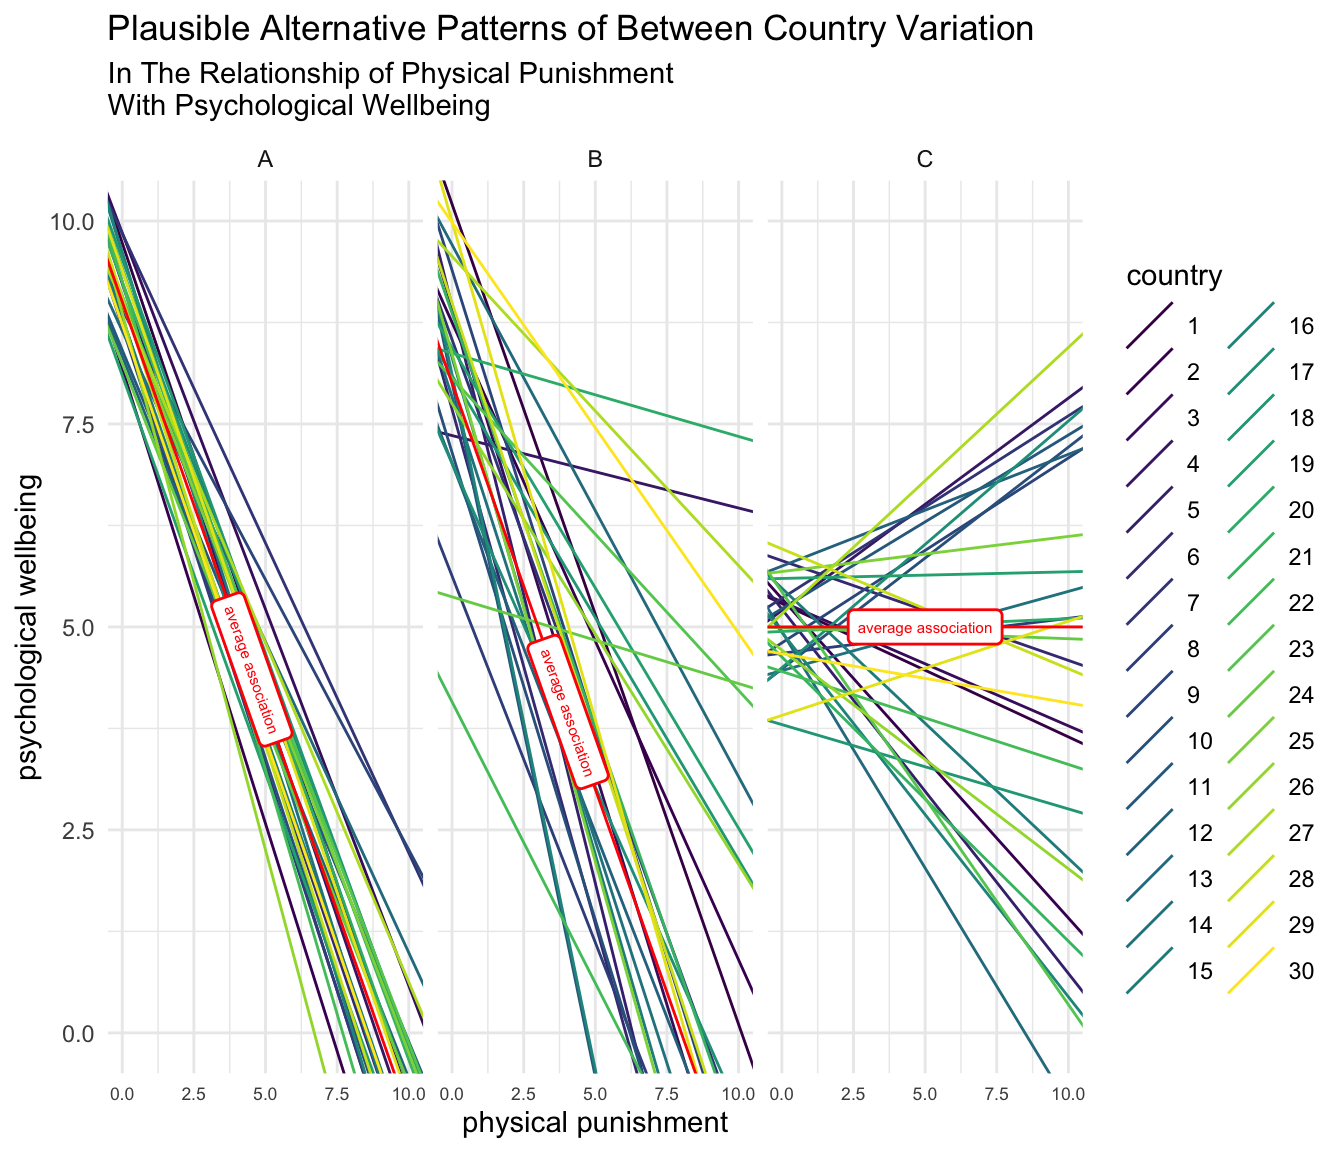 Plausible Alternative Patterns of Between Country Variation
In The Relationship of Physical Punishment
With Psychological Wellbeing
A
B
C
psychological wellbeing
10.0
7.5
5.0
2.5
0.0
average association
average association
average association
0.0 2.5 5.0 7.5 10.0
0.0 2.5 5.0 7.5 10.0
0.0 2.5 5.0 7.5 10.0
physical punishment
country
1
2
3
4
5
6
7
8
9
10
11
12
13
14
15
16
17
18
19
20
21
22
23
24
25
26
27
28
29
30